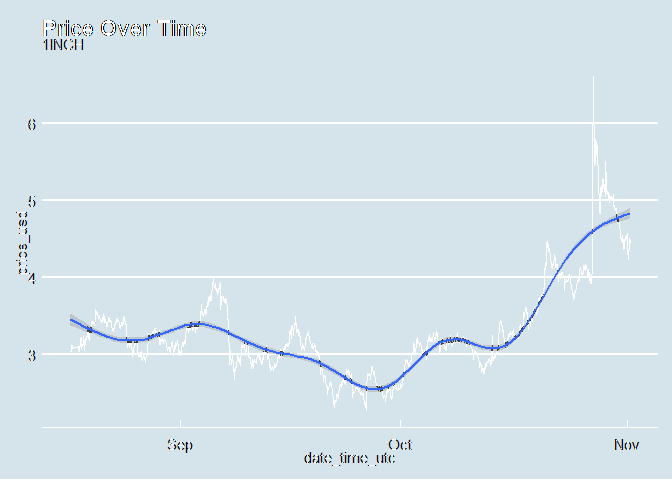 Price Over Time
1INCH
6
5
4
3
price_usd
Sep Oct Nov
date_time_utc